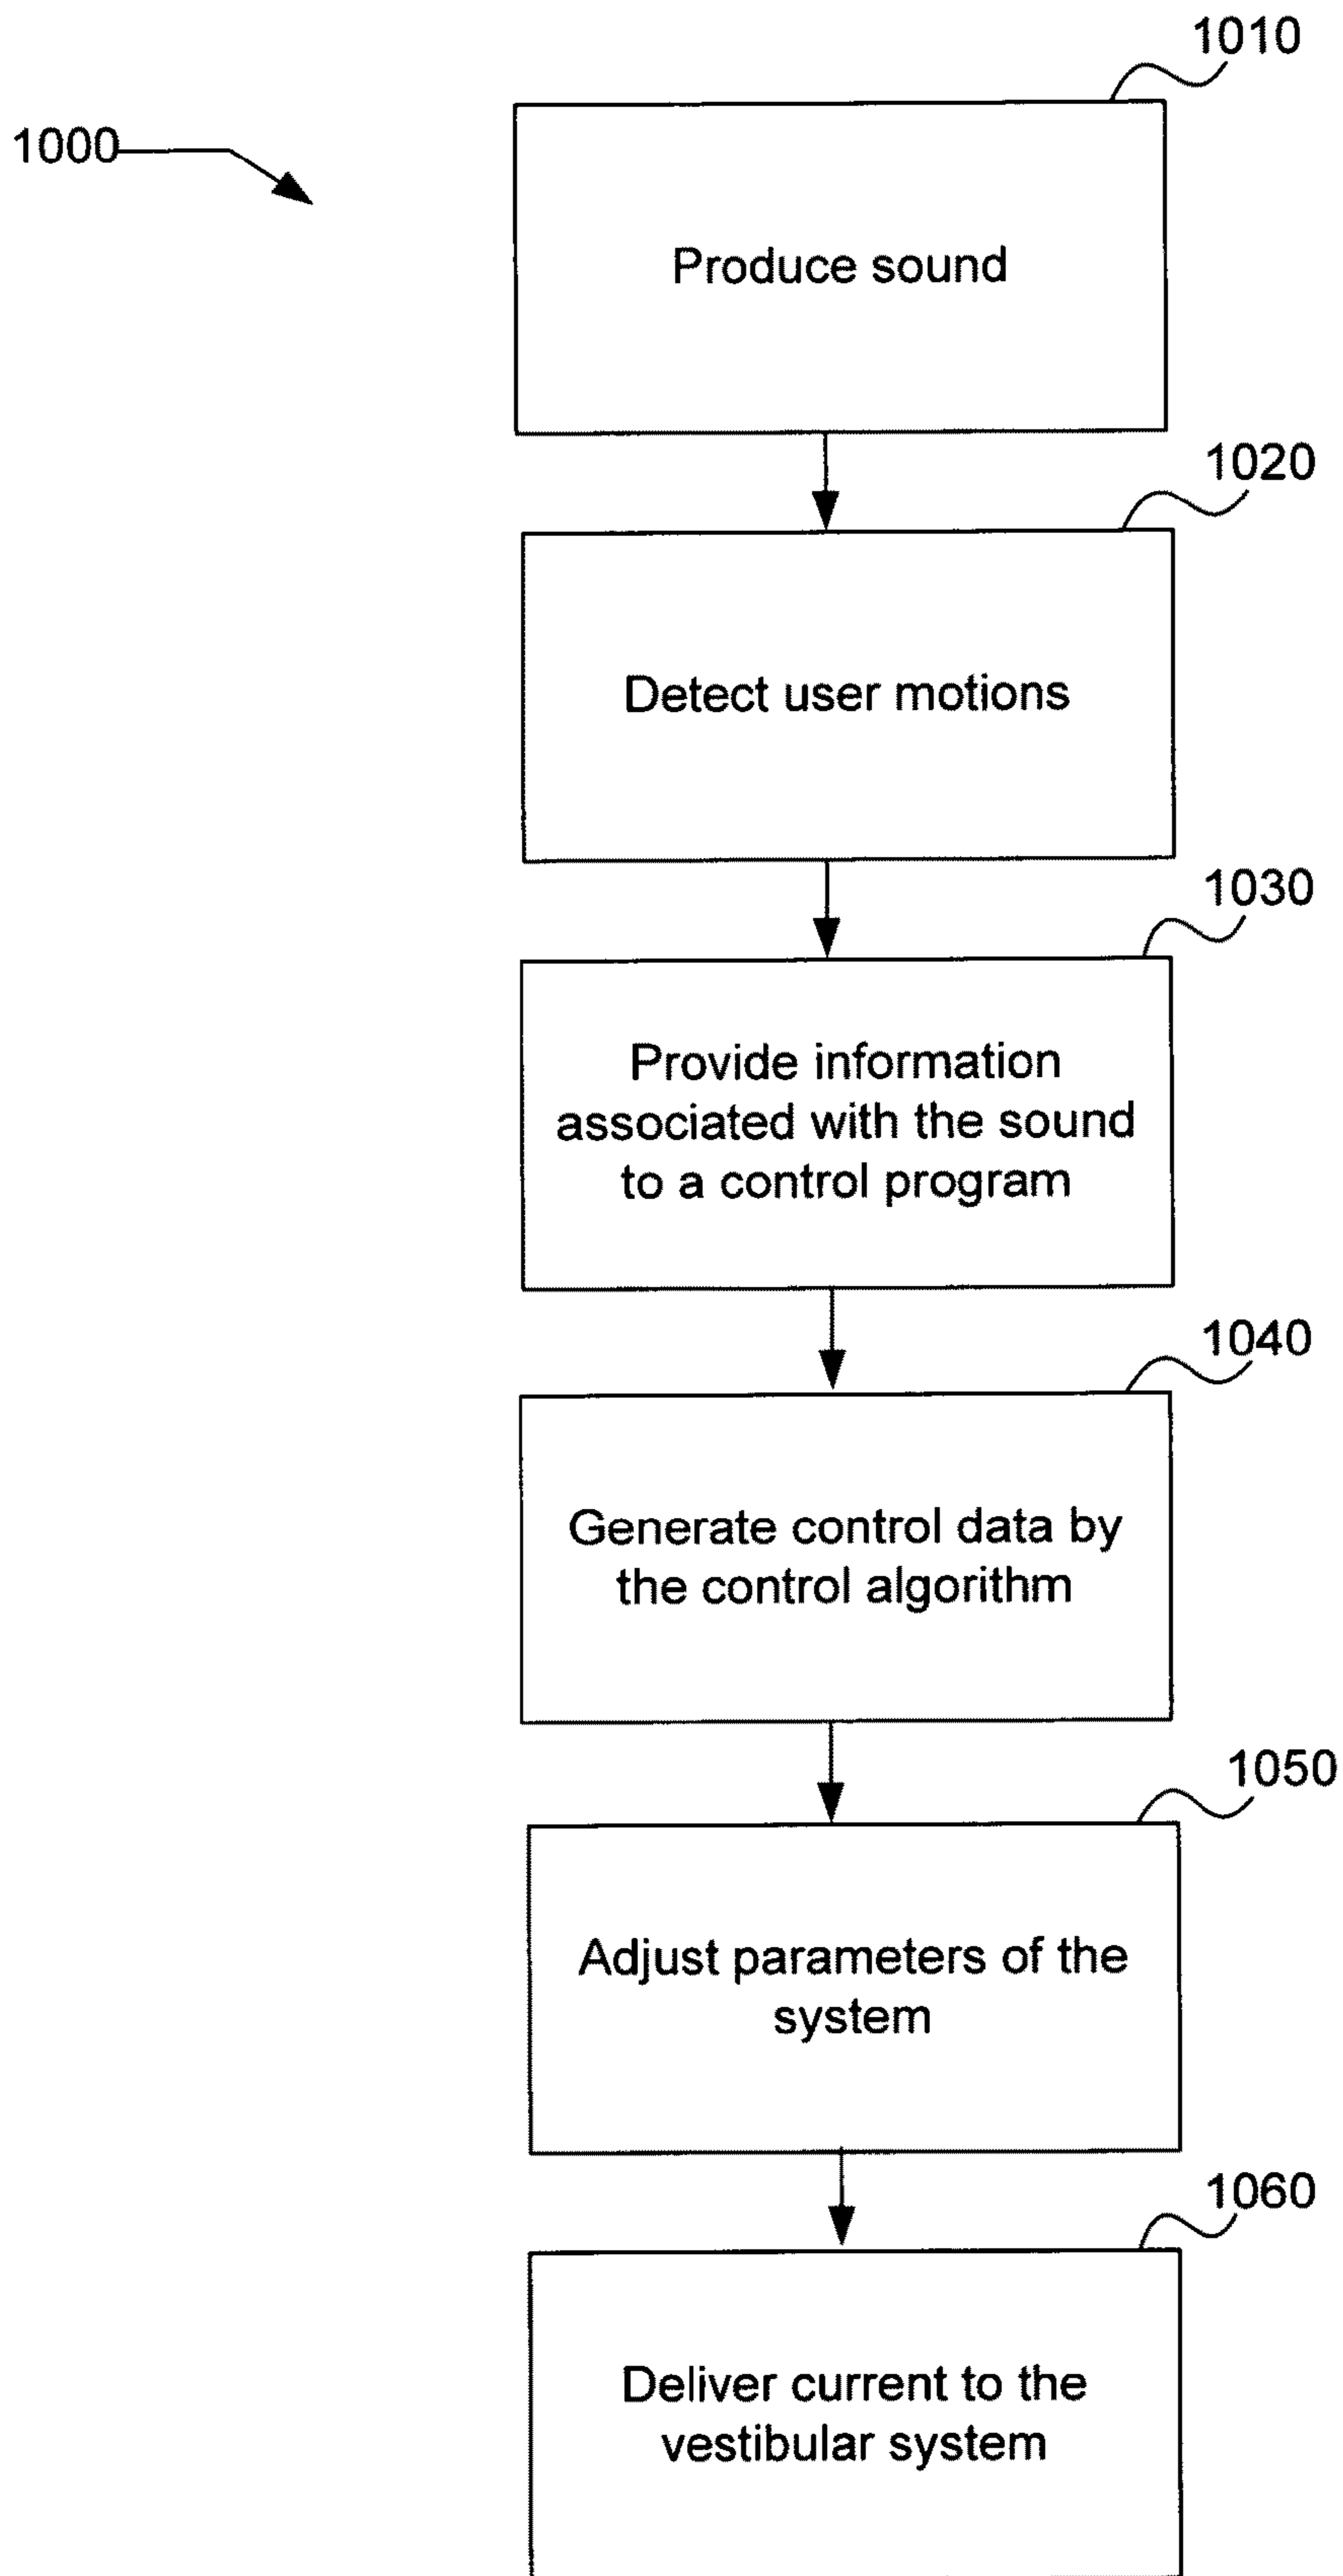 1010
1000
Produce sound
1020
Detect user motions
1030
Provide information
associated with the sound
to a control program
1040
Generate control data by
the control algorithm
1050
Adjust parameters of the
system
1060
Deliver current to the
vestibular system